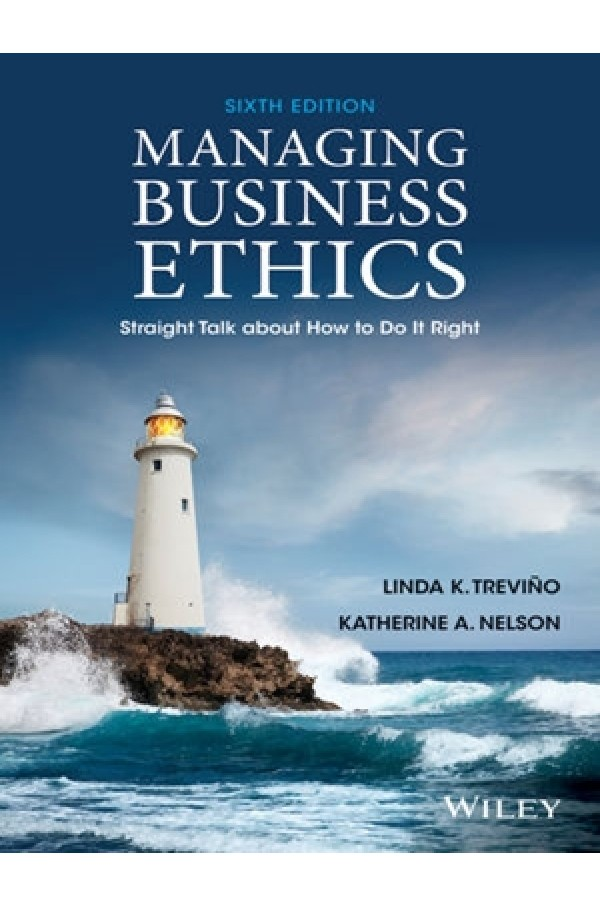 SIXTH EDITION
MANAGING
BUSINESS
ETHICS
Straight Talk about How to Do It Right
LINDA K. TREVIÑO
KATHERINE A. NELSON
WILEY